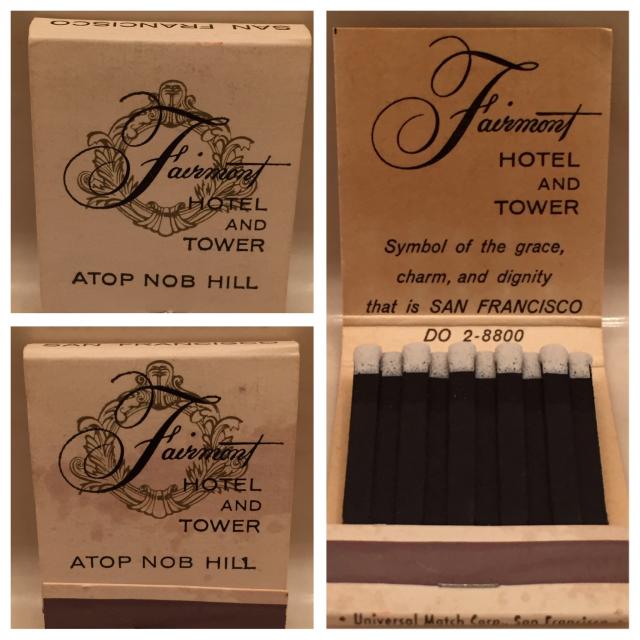 SAN FRANCISCO
Fairmont
HOTEL
AND
TOWER
ATOP NOB HILL
SAN FRANCISCO
Fairmont
HOTEL
AND
TOWER
ATOP NOB HILL
Fairmont
HOTEL
AND
TOWER
Symbol of the grace,
charm, and dignity
that is SAN FRANCISCO
DO 2-8800
• Universal Match Corp., San Francisco